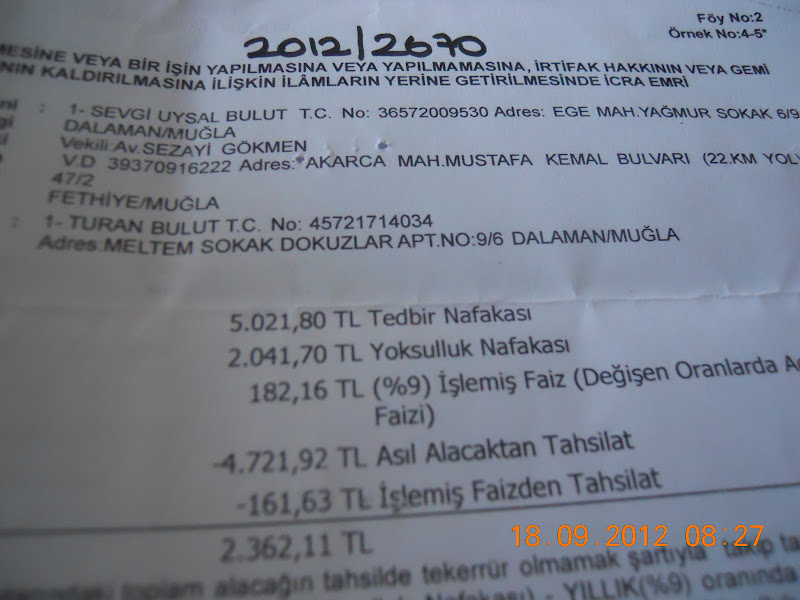 Föy No:2
Örnek No:4-5*
2012/2670
MESİNE VEYA BİR İŞİN YAPILMASINA VEYA YAPILMAMASINA, İRTİFAK HAKKININ VEYA GEMİ
NIN KALDIRILMASINA İLİŞKİN İLÂMLARIN YERİNE GETİRİLMESİNDE İCRA EMRİ
: 1- SEVGİ UYSAL BULUT T.C. No: 36572009530 Adres: EGE MAH.YAĞMUR SOKAK 6/9
DALAMAN/MUĞLA
Vekili:Av.SEZAYİ GÖKMEN
V.D 39370916222 Adres: AKARCA MAH.MUSTAFA KEMAL BULVARI (22.KM YOLU
47/2
FETHİYE/MUĞLA
: 1- TURAN BULUT T.C. No: 45721714034
Adres:MELTEM SOKAK DOKUZLAR APT.NO:9/6 DALAMAN/MUĞLA
5.021,80 TL Tedbir Nafakası
2.041,70 TL Yoksulluk Nafakası
182,16 TL (%9) İşlemiş Faiz (Değişen Oranlarda
Faizi)
-4.721,92 TL Asıl Alacaktan Tahsilat
-161,63 TL İşlemiş Faizden Tahsilat
2.362,11 TL
18.09.2012 08:27
toplam alacağın tahsilde tekerrür olmamak şartıyla takip
Nafakası) - YILLIK(%9) oranında